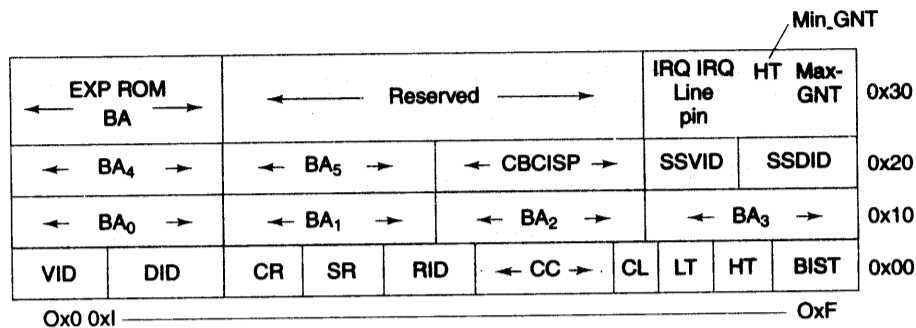 Min_GNT
EXP ROM
BA
Reserved
IRQ IRQ
Line
pin
HT
Max-
GNT
0x30
BA4
BA5
CBCISP
SSVID
SSDID
0x20
BA0
BA1
BA2
BA3
0x10
VID
DID
CR
SR
RID
CC
CL
LT
HT
BIST
0x00
Ox0 0xI
OxF